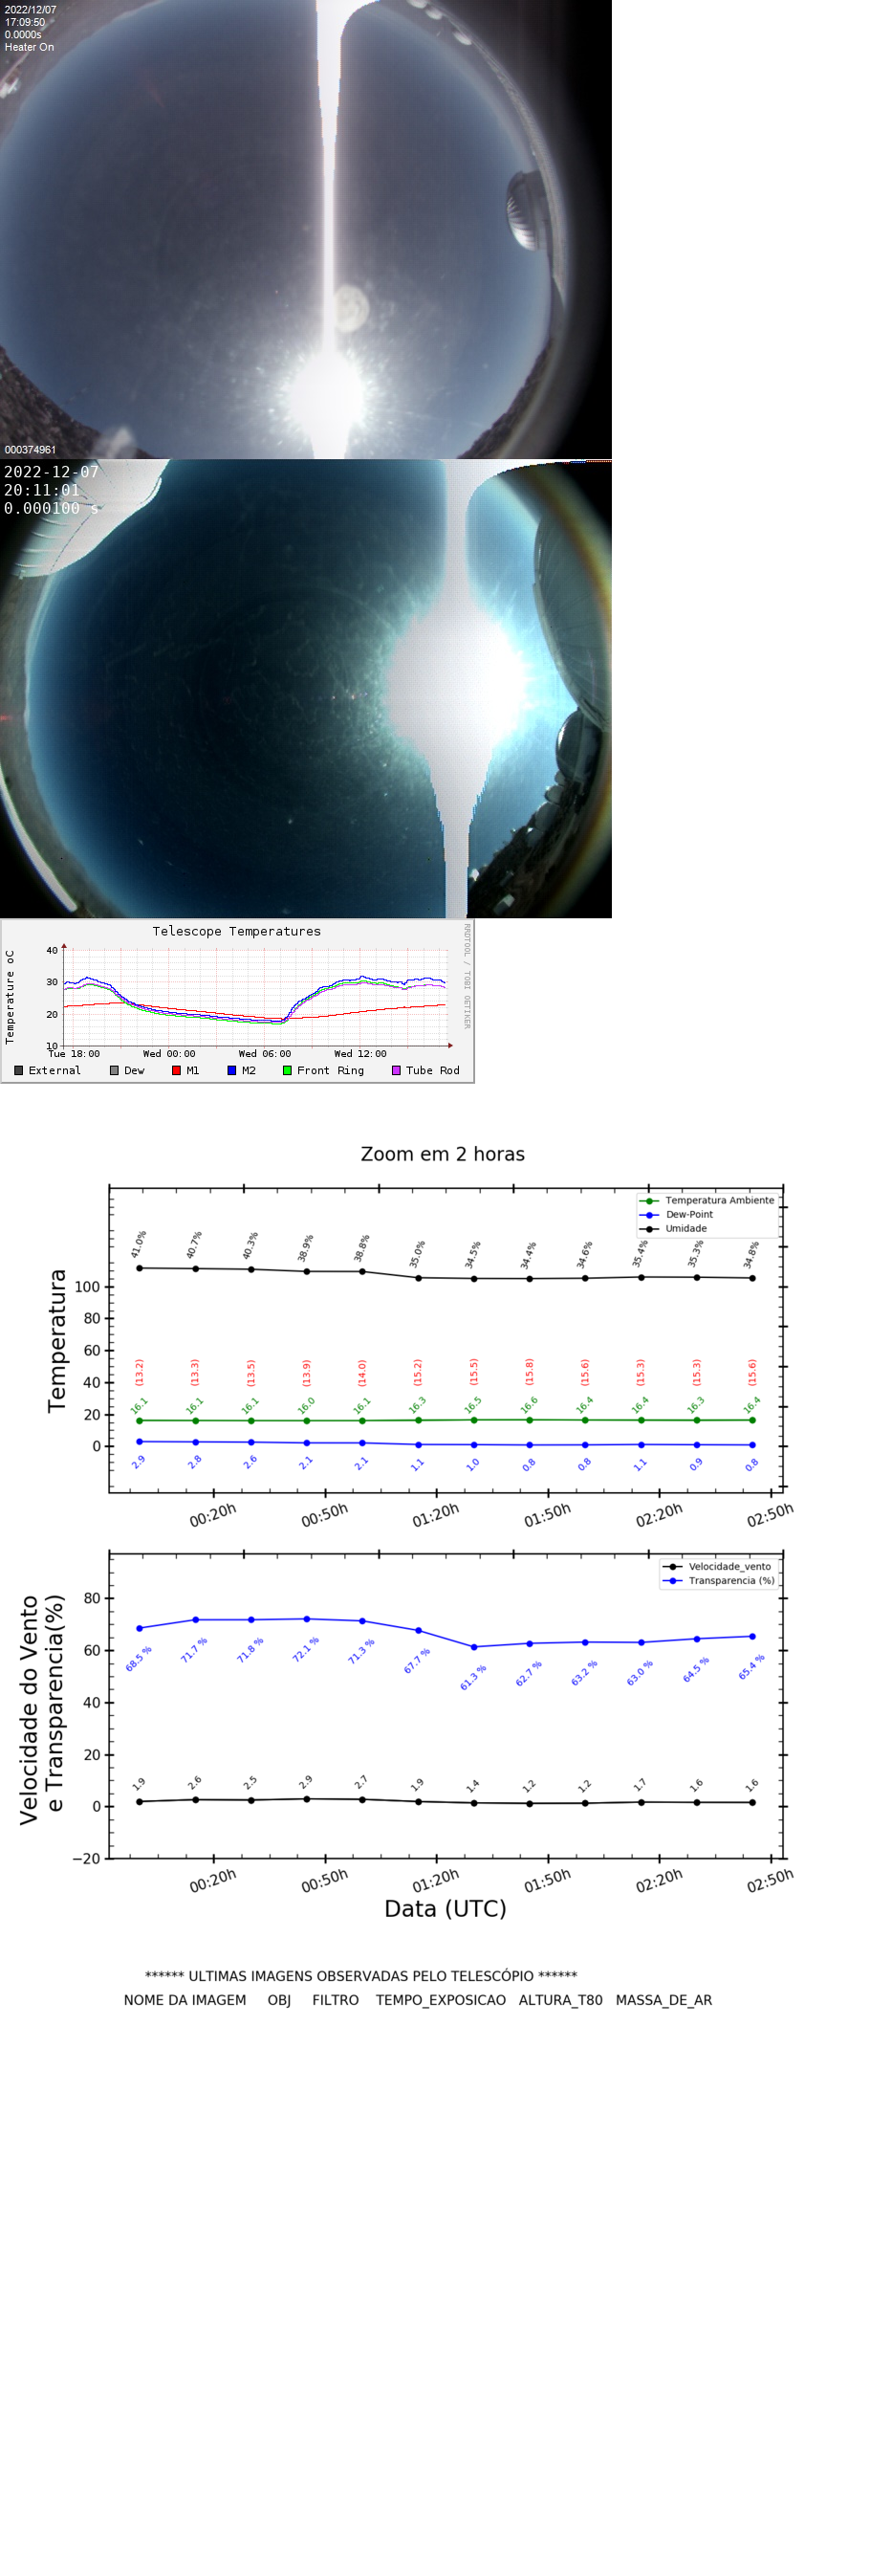 2022/12/07
17:09:50
0.0000s
Heater On
000374961
2022-12-07
20:11:01
0.000100 s
Telescope Temperatures
RRDTOOL / TOBI OETIKER
Temperature oC
40
30
20
10
Tue 18:00 Wed 00:00 Wed 06:00 Wed 12:00
External Dew M1 M2 Front Ring Tube Rod
Zoom em 2 horas
Temperatura Ambiente
Dew-Point
Umidade
41.0% 40.7% 40.3% 38.9% 38.8% 35.0% 34.5% 34.4% 34.6% 35.4% 35.3% 34.8%
Temperatura
100
80
60
40
20
0
(13.2) (13.3) (13.5) (13.9) (14.0) (15.2) (15.5) (15.8) (15.6) (15.3) (15.3) (15.6)
16.1 16.1 16.1 16.0 16.1 16.3 16.5 16.6 16.4 16.4 16.3 16.4
2.9 2.8 2.6 2.1 2.1 1.1 1.0 0.8 0.8 1.1 0.9 0.8
00:20h 00:50h 01:20h 01:50h 02:20h 02:50h
Velocidade_vento
Transparencia (%)
Velocidade do Vento
e Transparencia(%)
80
60
40
20
0
−20
68.5 % 71.7 % 71.8 % 72.1 % 71.3 % 67.7 % 61.3 % 62.7 % 63.2 % 63.0 % 64.5 % 65.4 %
1.9 2.6 2.5 2.9 2.7 1.9 1.4 1.2 1.2 1.7 1.6 1.6
00:20h 00:50h 01:20h 01:50h 02:20h 02:50h
Data (UTC)
****** ULTIMAS IMAGENS OBSERVADAS PELO TELESCÓPIO ******
NOME DA IMAGEM OBJ FILTRO TEMPO_EXPOSICAO ALTURA_T80 MASSA_DE_AR